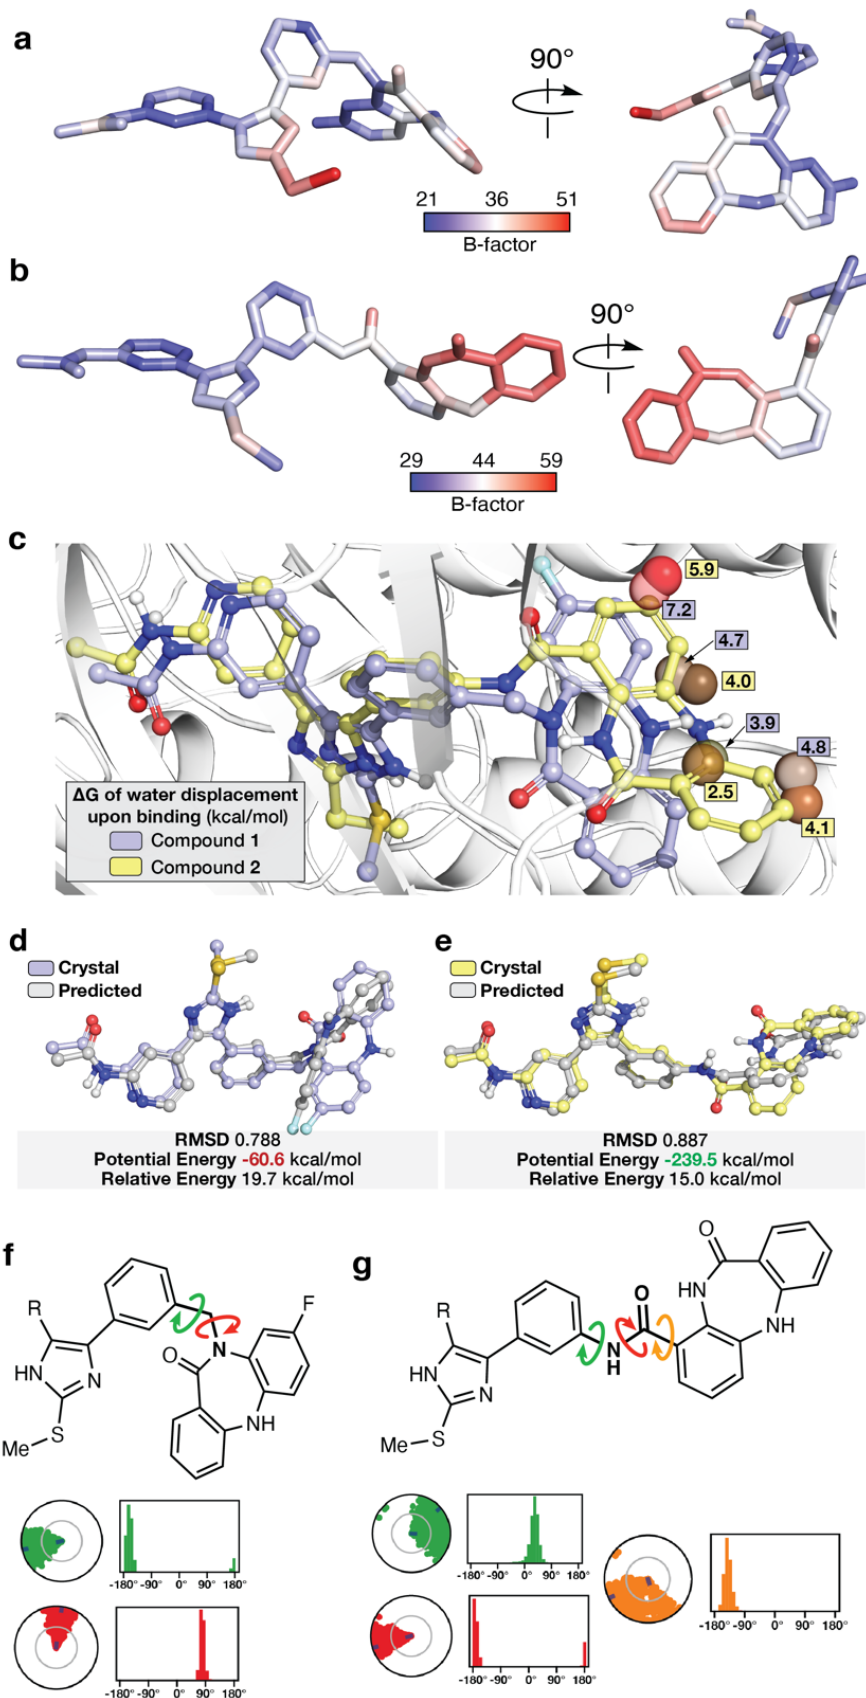 a
90°
21 36 51
B-factor
b
90°
29 44 59
B-factor
c
5.9
7.2
4.7
4.0
3.9
4.8
2.5
4.1
ΔG of water displacement
upon binding (kcal/mol)
Compound 1
Compound 2
d
Crystal
Predicted
RMSD 0.788
Potential Energy -60.6 kcal/mol
Relative Energy 19.7 kcal/mol
e
Crystal
Predicted
RMSD 0.887
Potential Energy -239.5 kcal/mol
Relative Energy 15.0 kcal/mol
f
R
F
O
N
HN
N
NH
S
Me
-180° -90° 0° 90° 180°
-180° -90° 0° 90° 180°
g
O
O
R
HN
NH
N
H
HN
N
S
Me
-180° -90° 0° 90° 180°
-180° -90° 0° 90° 180°
-180° -90° 0° 90° 180°